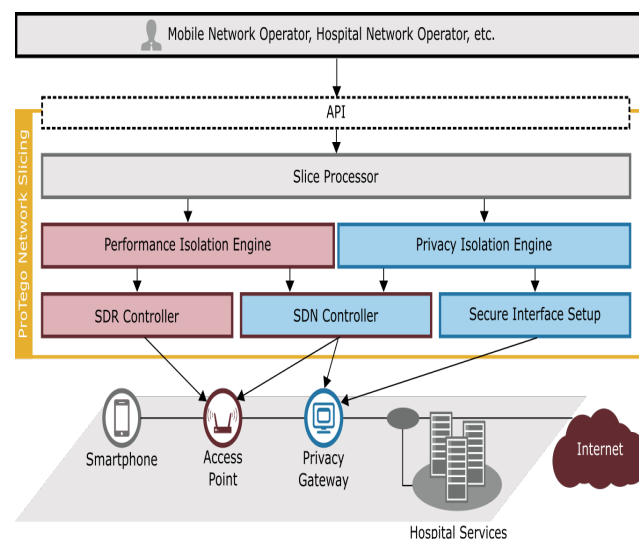 Mobile Network Operator, Hospital Network Operator, etc.
API
ProTego Network Slicing
Slice Processor
Performance Isolation Engine
Privacy Isolation Engine
SDR Controller
SDN Controller
Secure Interface Setup
Smartphone
Access
Point
Privacy
Gateway
Internet
Hospital Services